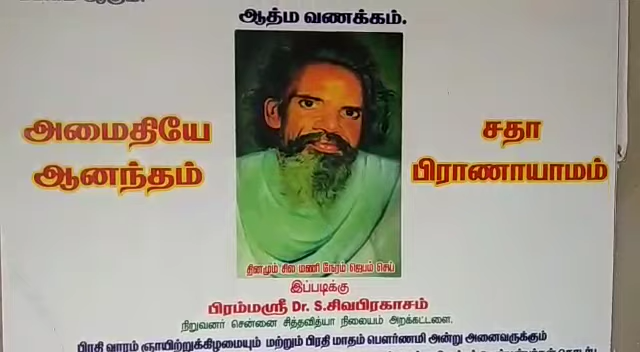 ஆத்ம வணக்கம்.
அமைதியே
ஆனந்தம்
சதா
பிராணாயாமம்
தினமும் சில மணி நேரம் ஜெபம் செய்
இப்படிக்கு
பிரம்மஸ்ரீ Dr. S.சிவபிரகாசம்
நிறுவனர் சென்னை சித்தவித்யா நிலையம் அறக்கட்டளை.
பிரதி வாரம் ஞாயிற்றுக்கிழமையும் மற்றும் பிரதி மாதம் பௌர்ணமி அன்று அனைவருக்கும்